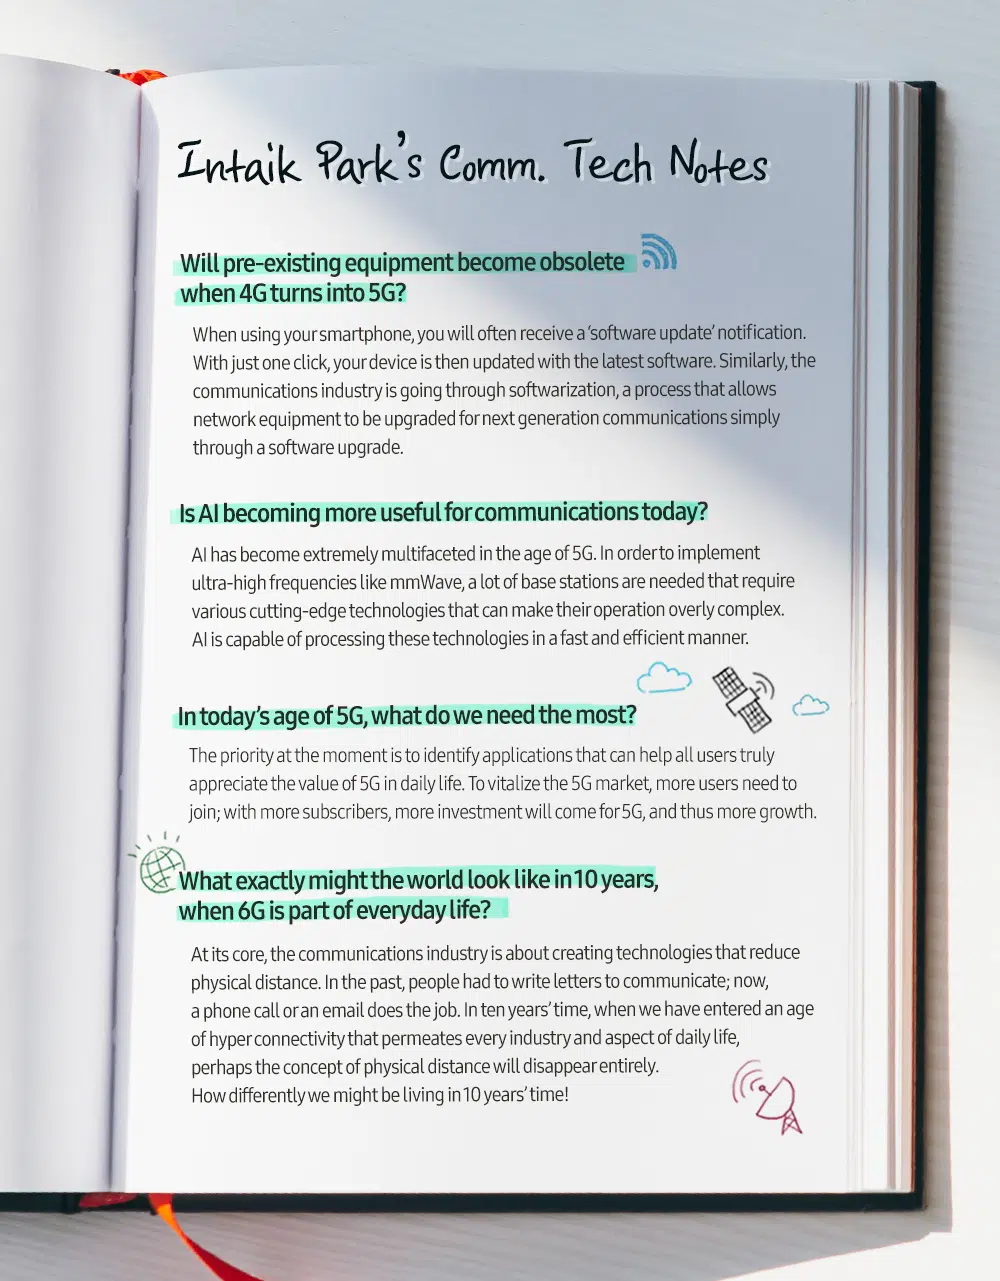 Intaik Park's Comm. Tech Notes
Will pre-existing equipment become obsolete
when 4G turns into 5G?
When using your smartphone, you will often receive a ‘software update’ notification.
With just one click, your device is then updated with the latest software. Similarly, the
communications industry is going through softwarization, a process that allows
network equipment to be upgraded for next generation communications simply
through a software upgrade.
Is AI becoming more useful for communications today?
AI has become extremely multifaceted in the age of 5G. In order to implement
ultra-high frequencies like mmWave, a lot of base stations are needed that require
various cutting-edge technologies that can make their operation overly complex.
AI is capable of processing these technologies in a fast and efficient manner.
In today’s age of 5G, what do we need the most?
The priority at the moment is to identify applications that can help all users truly
appreciate the value of 5G in daily life. To vitalize the 5G market, more users need to
join; with more subscribers, more investment will come for 5G, and thus more growth.
What exactly might the world look like in 10 years,
when 6G is part of everyday life?
At its core, the communications industry is about creating technologies that reduce
physical distance. In the past, people had to write letters to communicate; now,
a phone call or an email does the job. In ten years’ time, when we have entered an age
of hyper connectivity that permeates every industry and aspect of daily life,
perhaps the concept of physical distance will disappear entirely.
How differently we might be living in 10 years’ time!